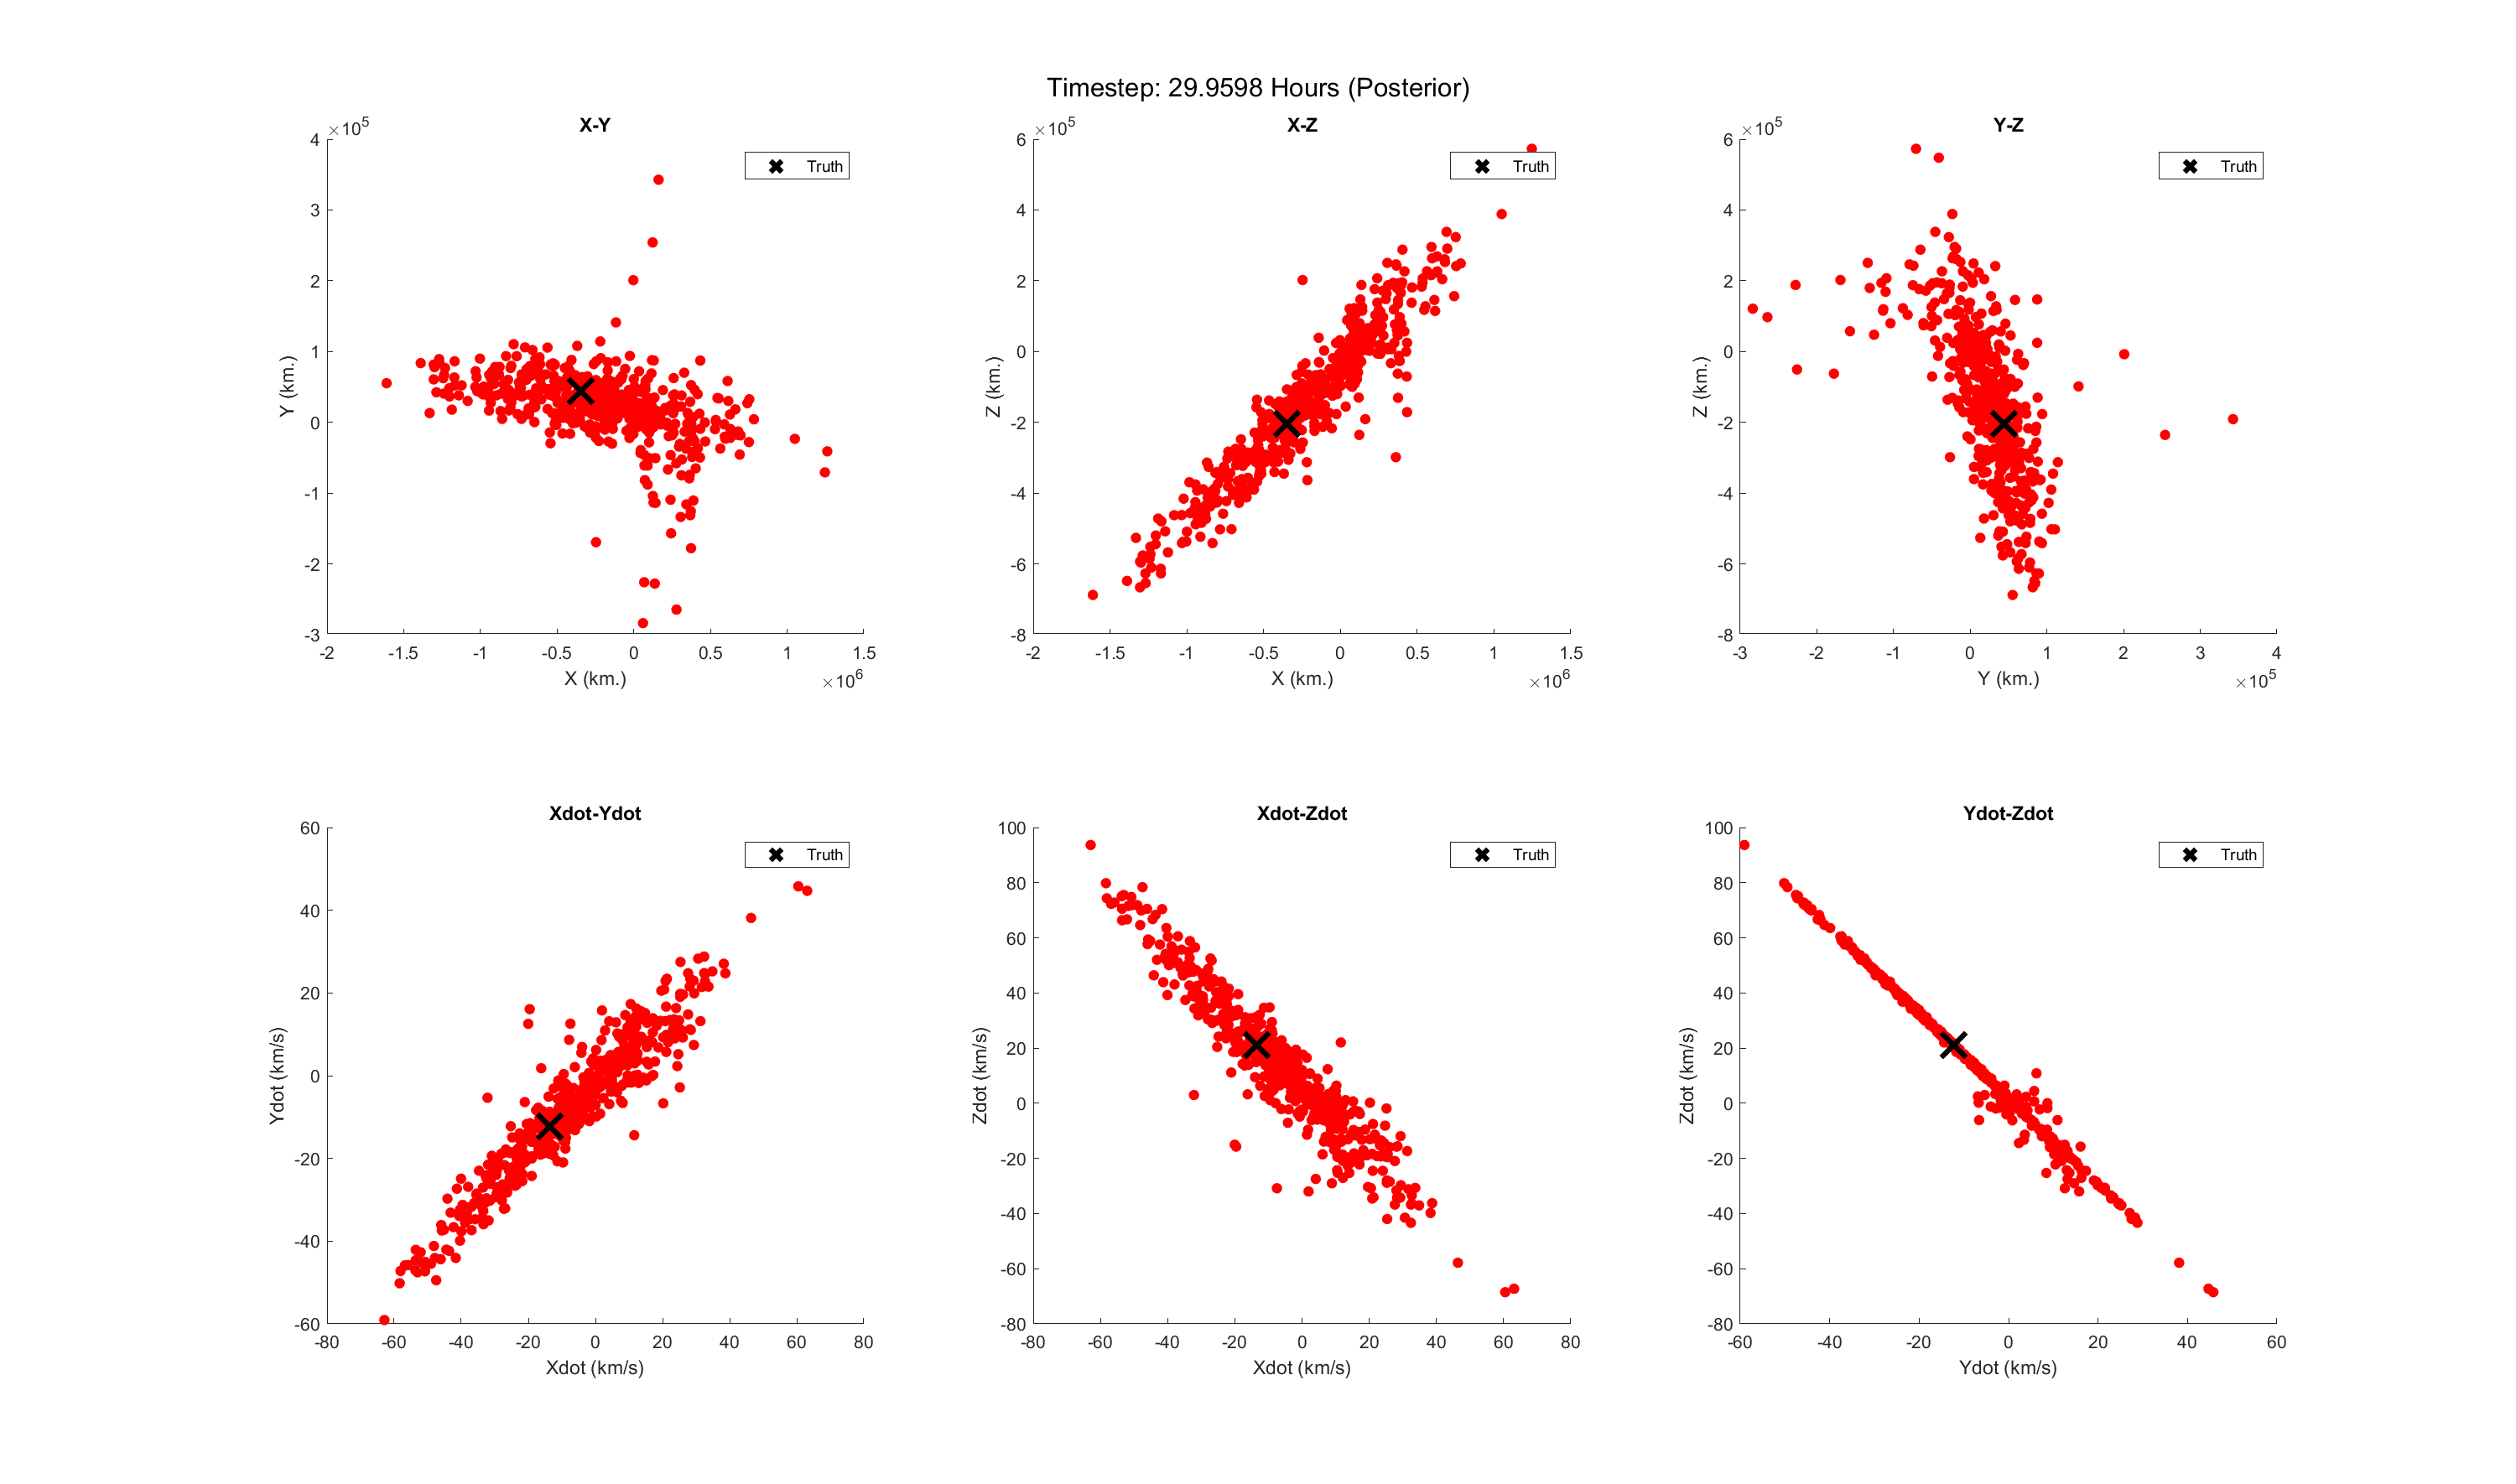 Timestep: 29.9598 Hours (Posterior)
X-Y
×10^5
Truth
4
3
2
1
0
-1
-2
-3
Y (km.)
-2 -1.5 -1 -0.5 0 0.5 1 1.5
X (km.)
×10^6
X-Z
×10^5
Truth
6
4
2
0
-2
-4
-6
-8
Z (km.)
-2 -1.5 -1 -0.5 0 0.5 1 1.5
X (km.)
×10^6
Y-Z
×10^5
Truth
6
4
2
0
-2
-4
-6
-8
Z (km.)
-3 -2 -1 0 1 2 3 4
Y (km.)
×10^5
Xdot-Ydot
Truth
60
40
20
0
-20
-40
-60
Ydot (km/s)
-80 -60 -40 -20 0 20 40 60 80
Xdot (km/s)
Xdot-Zdot
Truth
100
80
60
40
20
0
-20
-40
-60
-80
Zdot (km/s)
-80 -60 -40 -20 0 20 40 60 80
Xdot (km/s)
Ydot-Zdot
Truth
100
80
60
40
20
0
-20
-40
-60
-80
Zdot (km/s)
-60 -40 -20 0 20 40 60
Ydot (km/s)